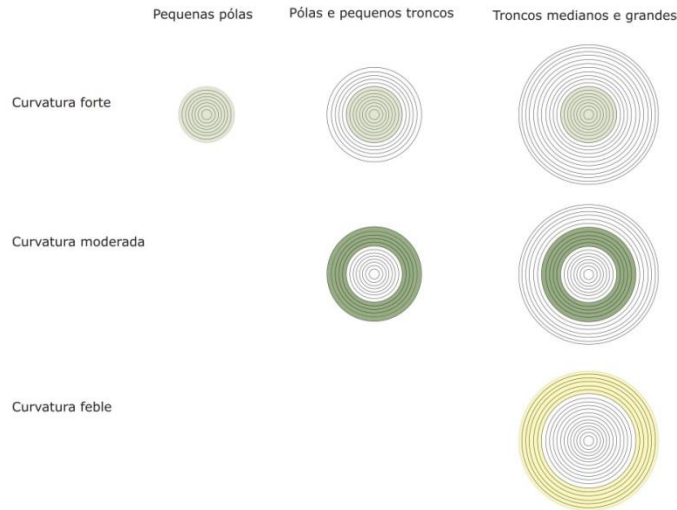 Pequenas pólas
Pólas e pequenos troncos
Troncos medianos e grandes
Curvatura forte
Curvatura moderada
Curvatura feble